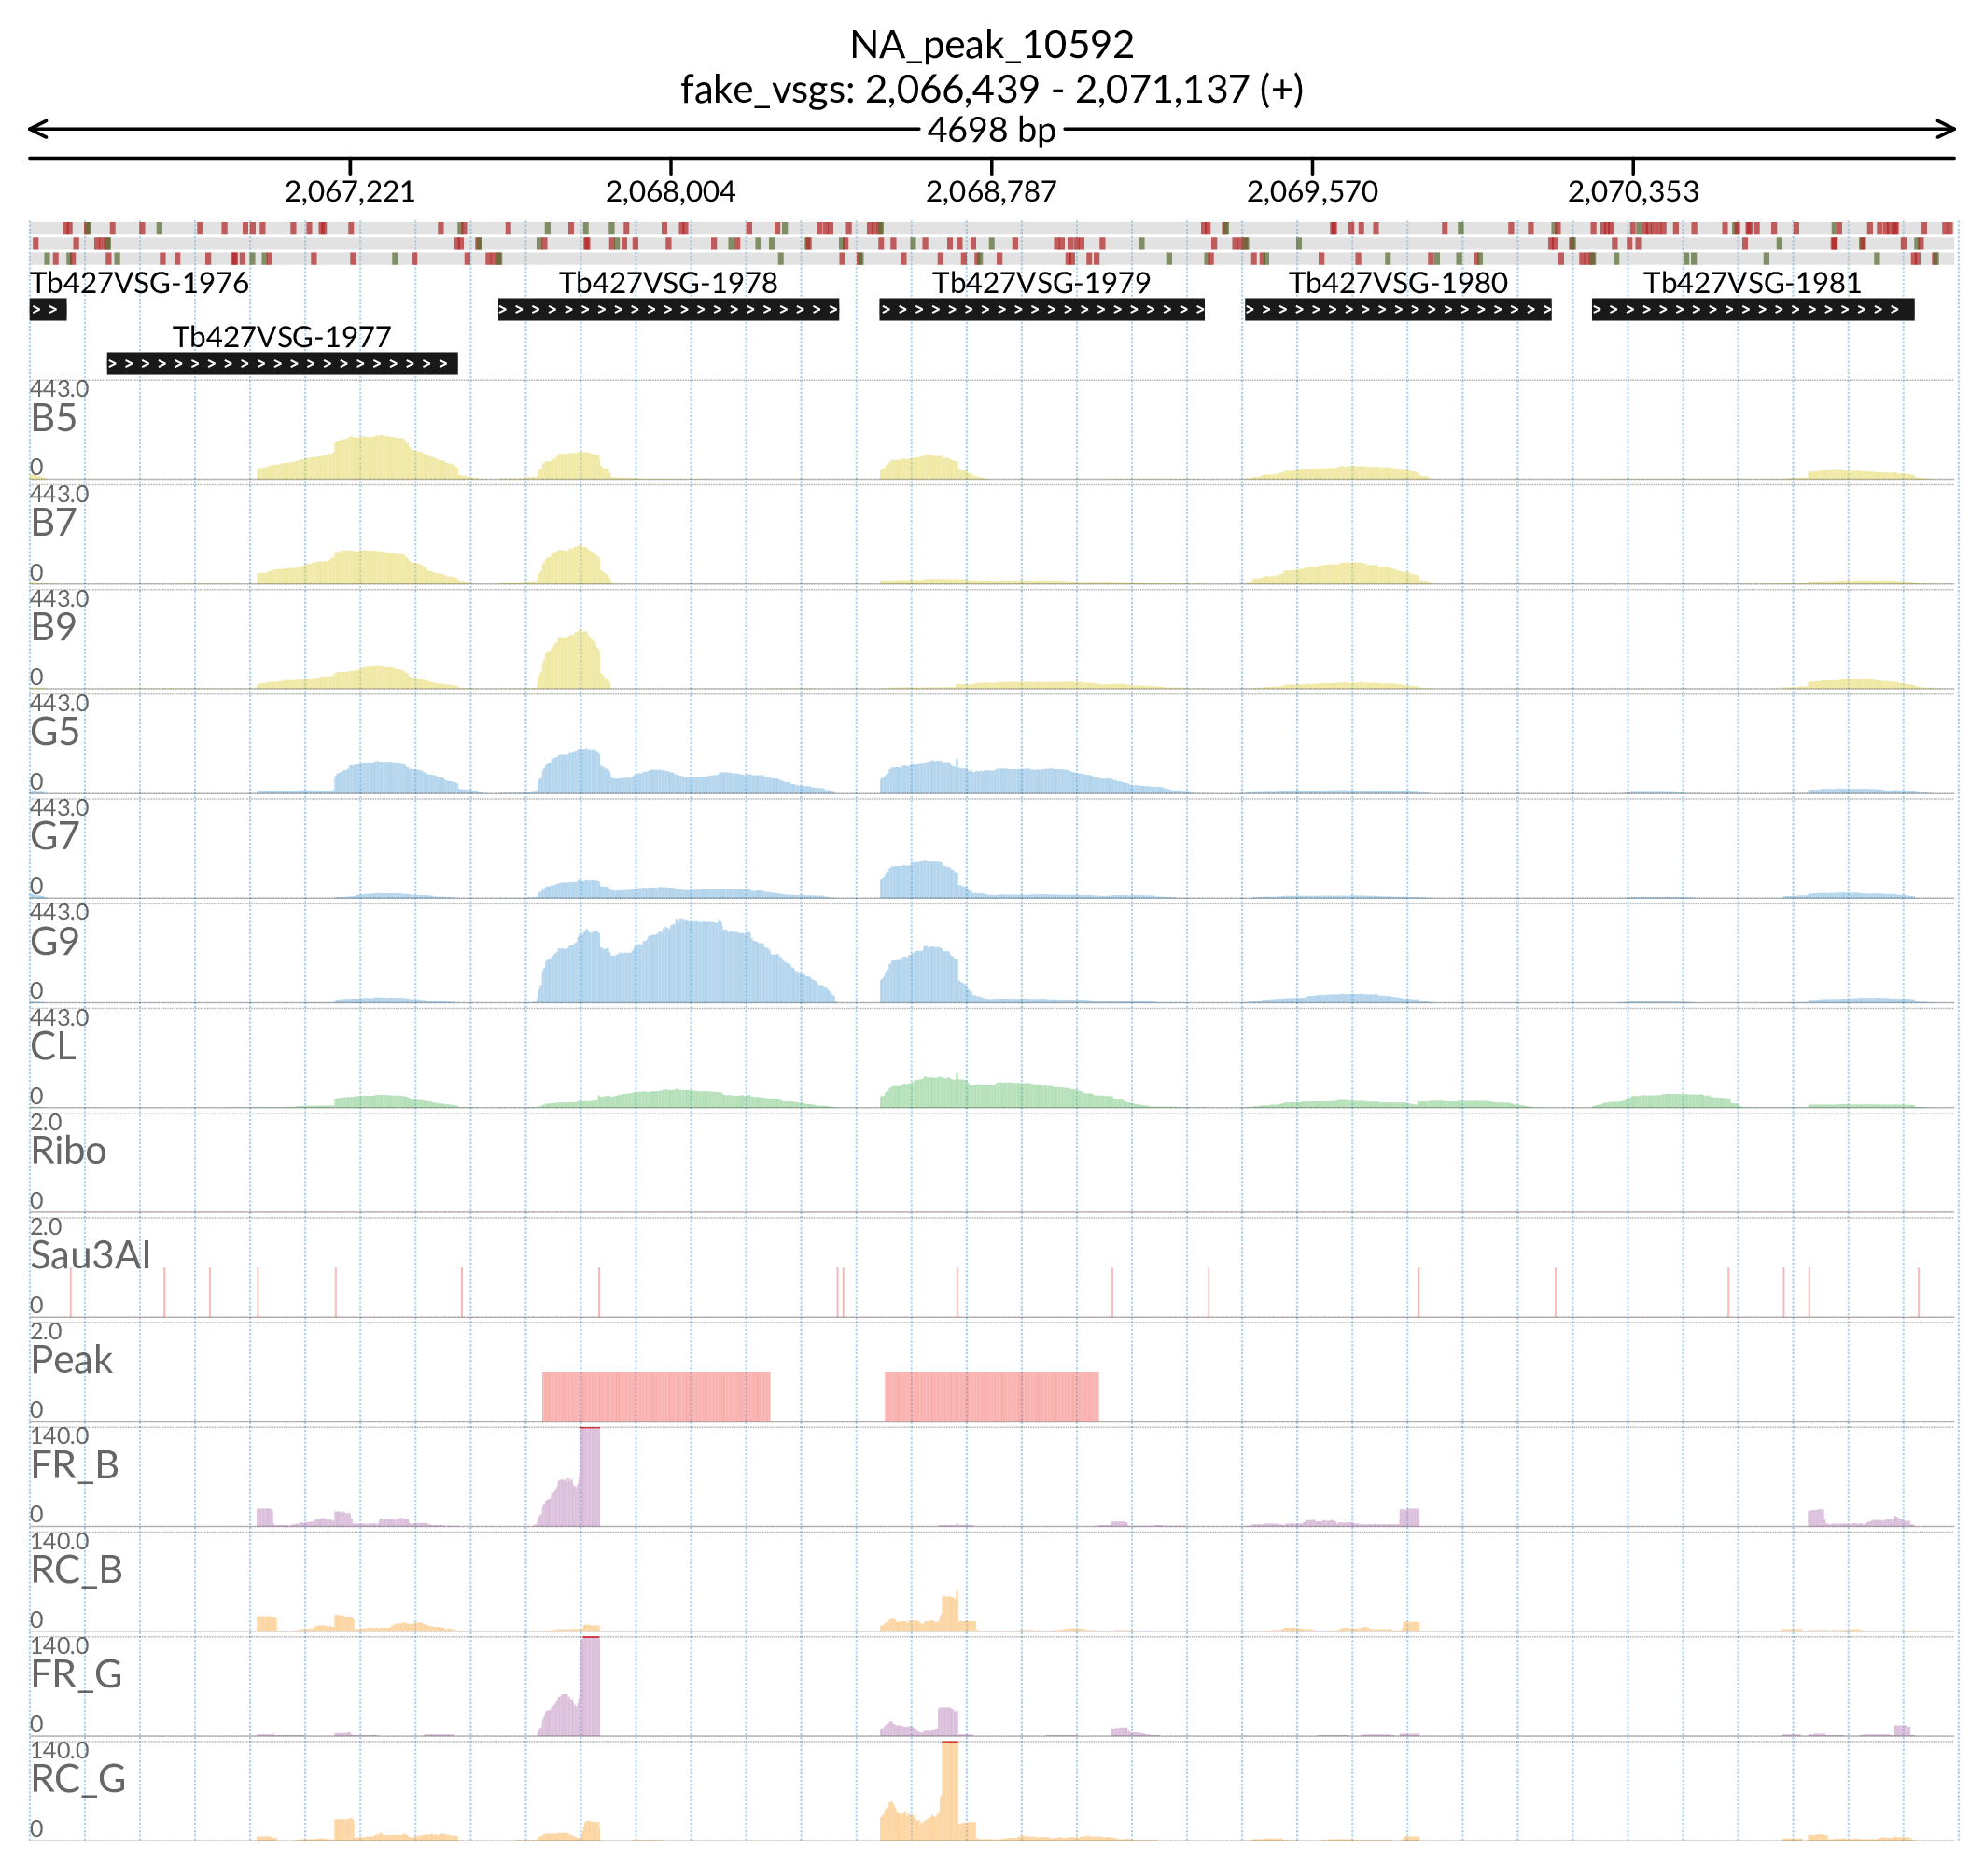 NA_peak_10592
fake_vsgs: 2,066,439 - 2,071,137 (+)
4698 bp
2,067,221 2,068,004 2,068,787 2,069,570 2,070,353
Tb427VSG-1976 Tb427VSG-1978 Tb427VSG-1979 Tb427VSG-1980 Tb427VSG-1981
Tb427VSG-1977
443.0
B5
0
443.0
B7
0
443.0
B9
0
443.0
G5
0
443.0
G7
0
443.0
G9
0
443.0
CL
0
2.0
Ribo
0
2.0
Sau3AI
0
2.0
Peak
0
140.0
FR_B
0
140.0
RC_B
0
140.0
FR_G
0
140.0
RC_G
0